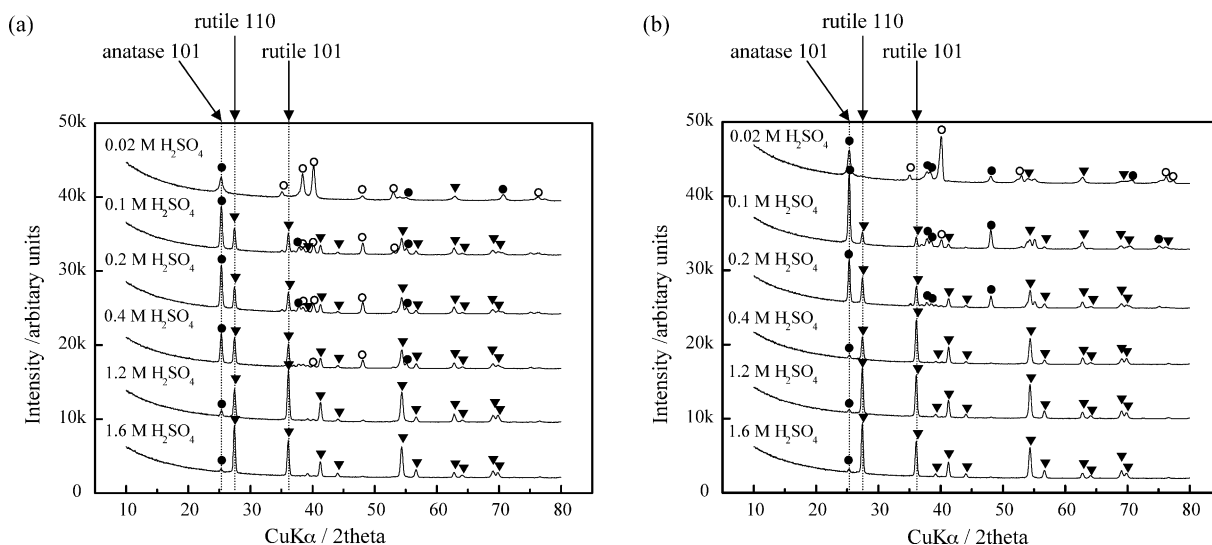 (a)
rutile 110
anatase 101
rutile 101
50k
0.02 M H₂SO₄
40k
0.1 M H₂SO₄
30k
0.2 M H₂SO₄
0.4 M H₂SO₄
20k
1.2 M H₂SO₄
10k
1.6 M H₂SO₄
0
10 20 30 40 50 60 70 80
CuKα / 2theta
Intensity /arbitary units
(b)
rutile 110
anatase 101
rutile 101
50k
0.02 M H₂SO₄
40k
0.1 M H₂SO₄
30k
0.2 M H₂SO₄
0.4 M H₂SO₄
20k
1.2 M H₂SO₄
10k
1.6 M H₂SO₄
0
10 20 30 40 50 60 70 80
CuKα / 2theta
Intensity /arbitary units